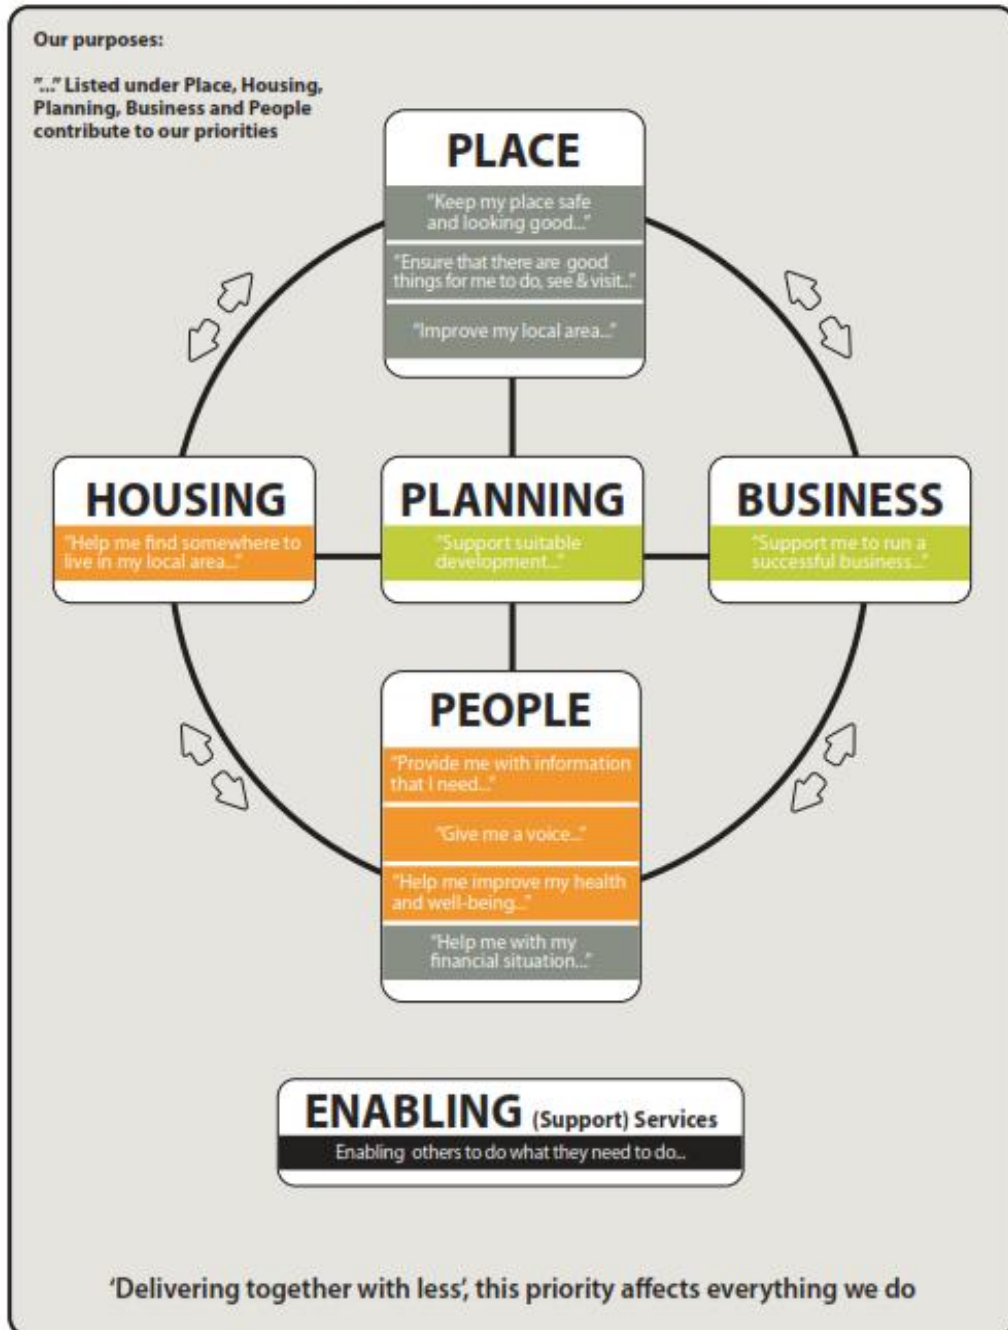 Our purposes:
"..." Listed under Place, Housing,
Planning, Business and People
contribute to our priorities
PLACE
"Keep my place safe
and looking good..."
"Ensure that there are good
things for me to do, see & visit..."
"Improve my local area..."
HOUSING
"Help me find somewhere to
live in my local area..."
PLANNING
"Support suitable
development..."
BUSINESS
"Support me to run a
successful business..."
PEOPLE
"Provide me with information
that I need..."
"Give me a voice..."
"Help me improve my health
and well-being..."
"Help me with my
financial situation..."
ENABLING (Support) Services
Enabling others to do what they need to do...
'Delivering together with less', this priority affects everything we do